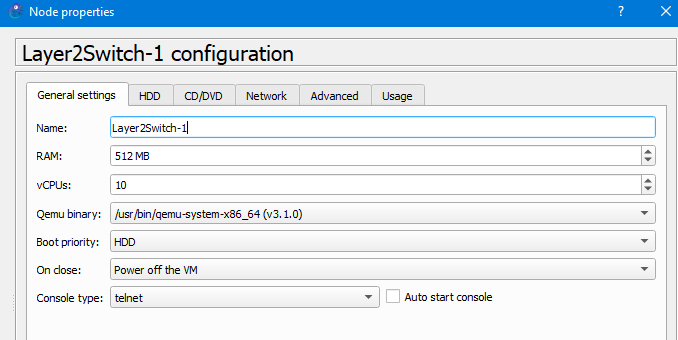 Node properties ? ×
Layer2Switch-1 configuration
General settings HDD CD/DVD Network Advanced Usage
Name: Layer2Switch-1
RAM: 512 MB
vCPUs: 10
Qemu binary: /usr/bin/qemu-system-x86_64 (v3.1.0)
Boot priority: HDD
On close: Power off the VM
Console type: telnet Auto start console